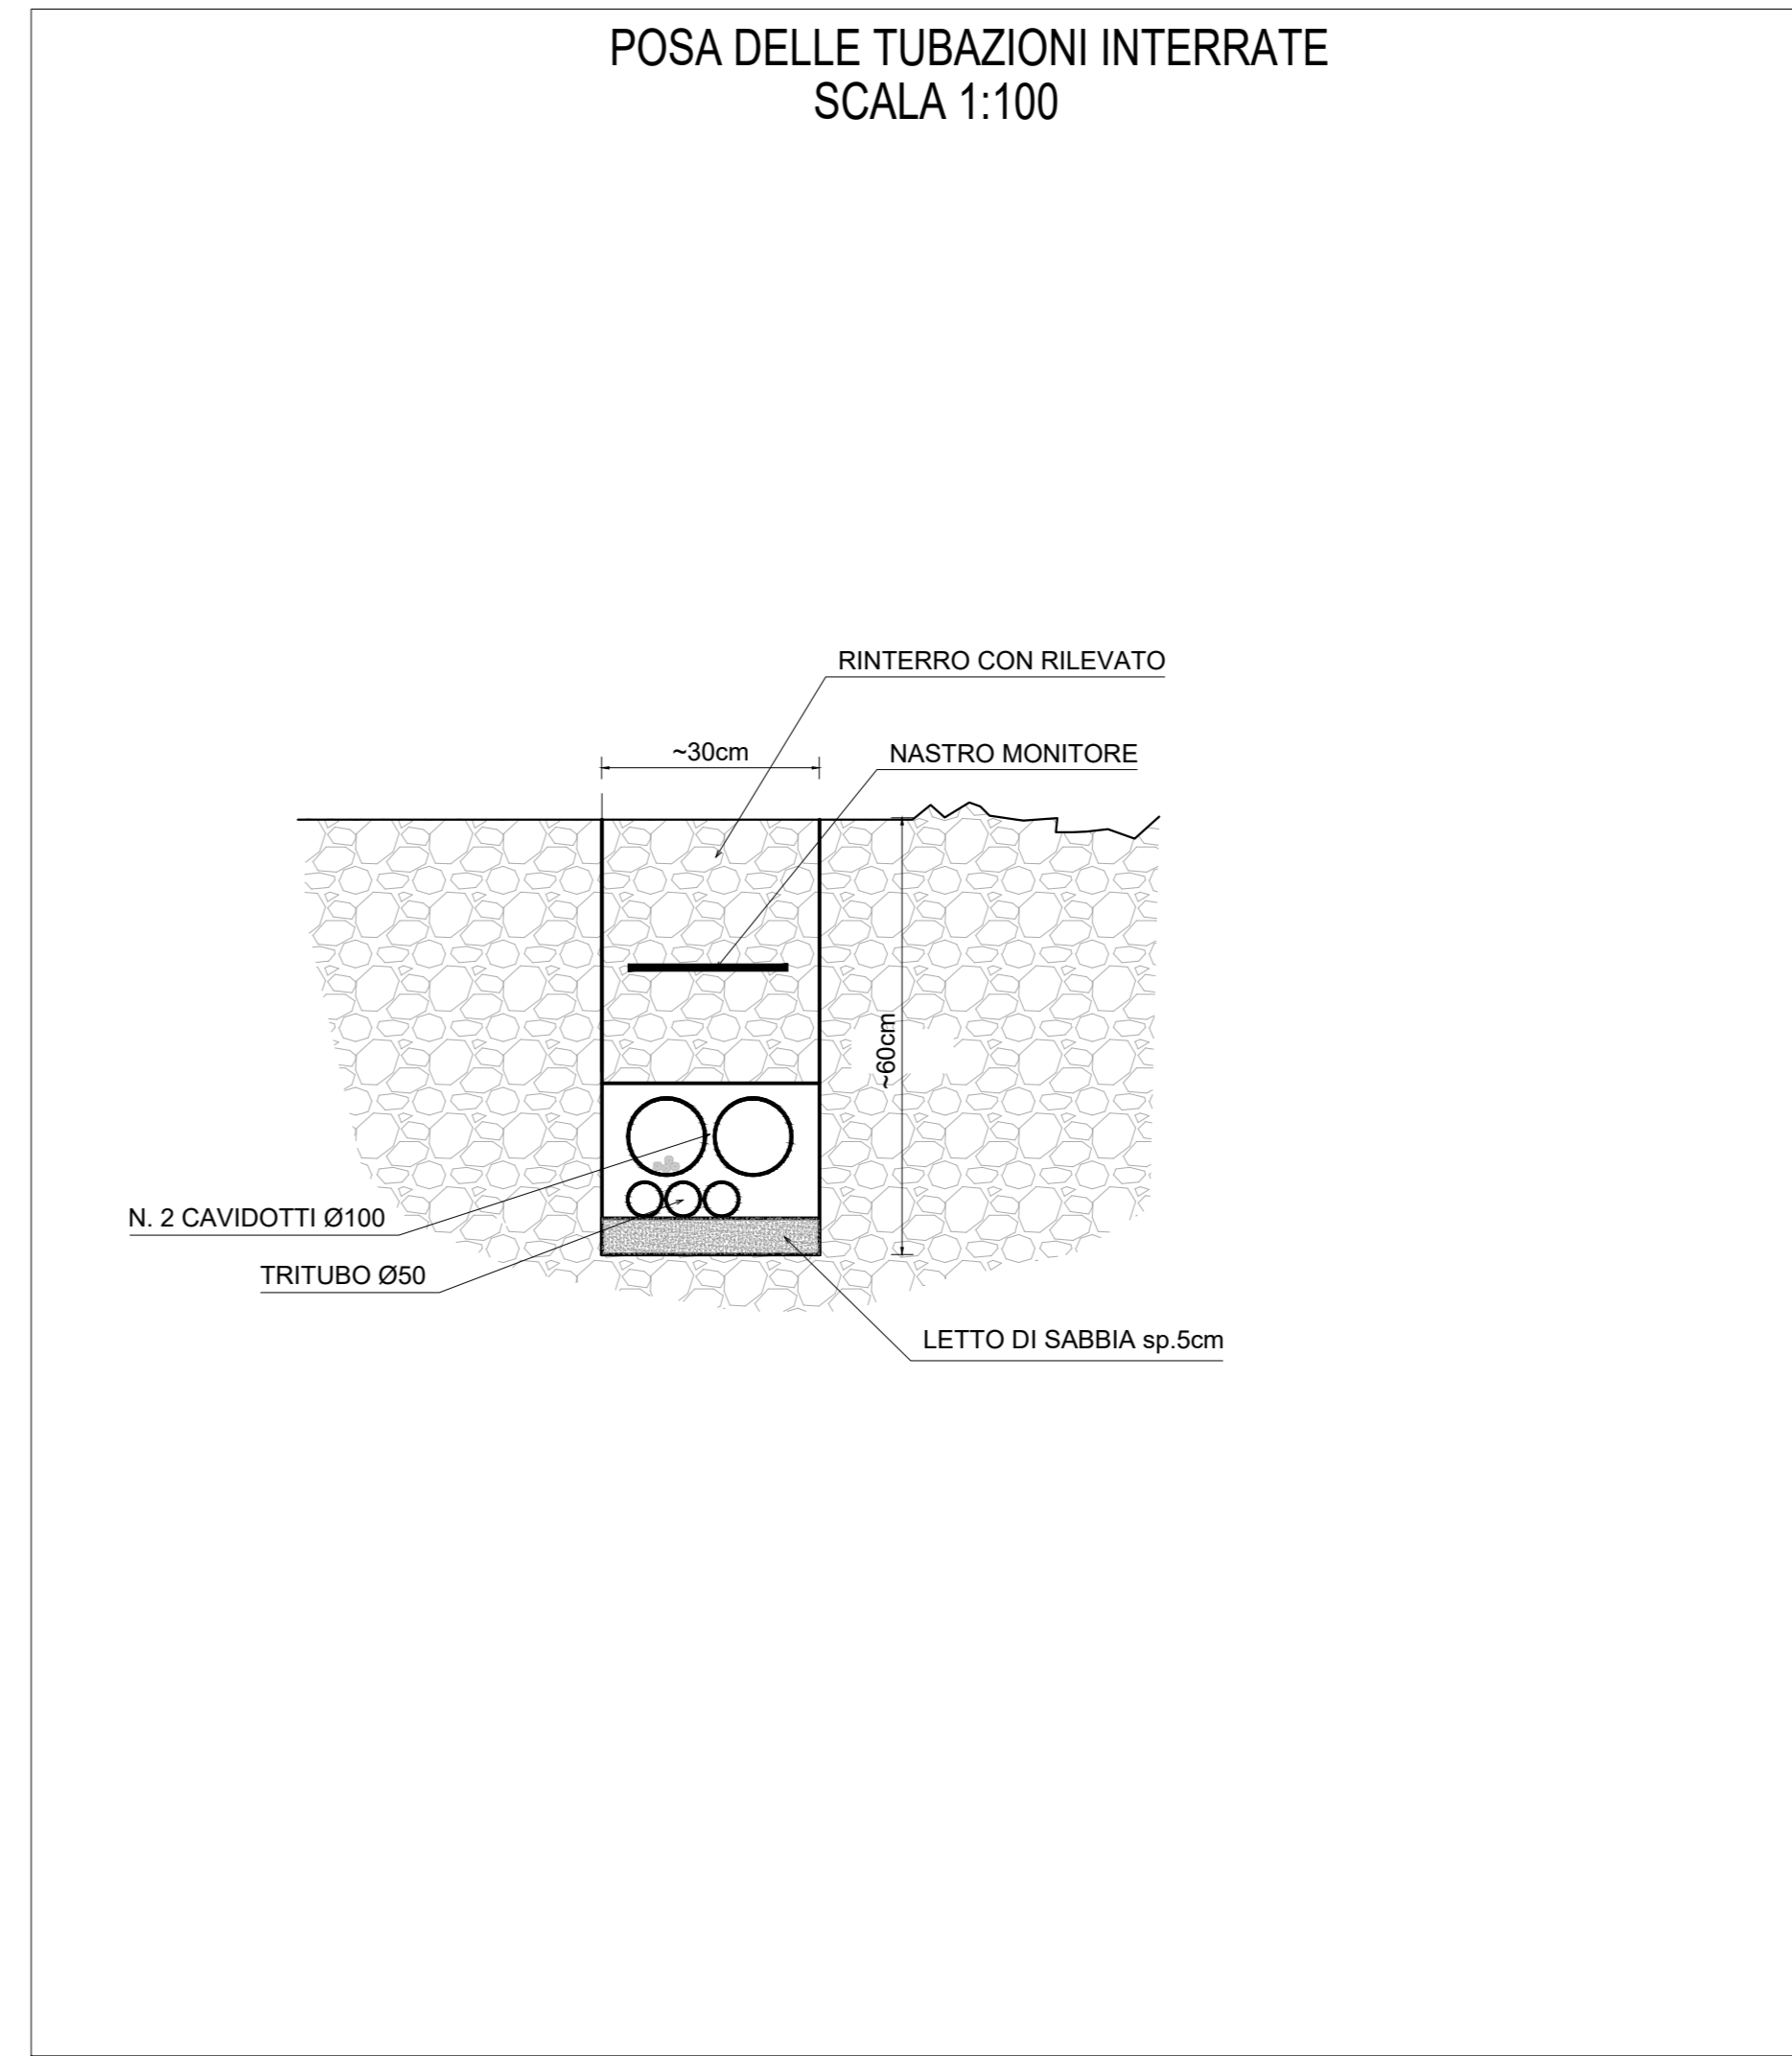 POSA DELLE TUBAZIONI INTERRATE
SCALA 1:100
RINTERRO CON RILEVATO
~30cm
NASTRO MONITORE
~60cm
N. 2 CAVIDOTTI Ø100
TRITUBO Ø50
LETTO DI SABBIA sp.5cm